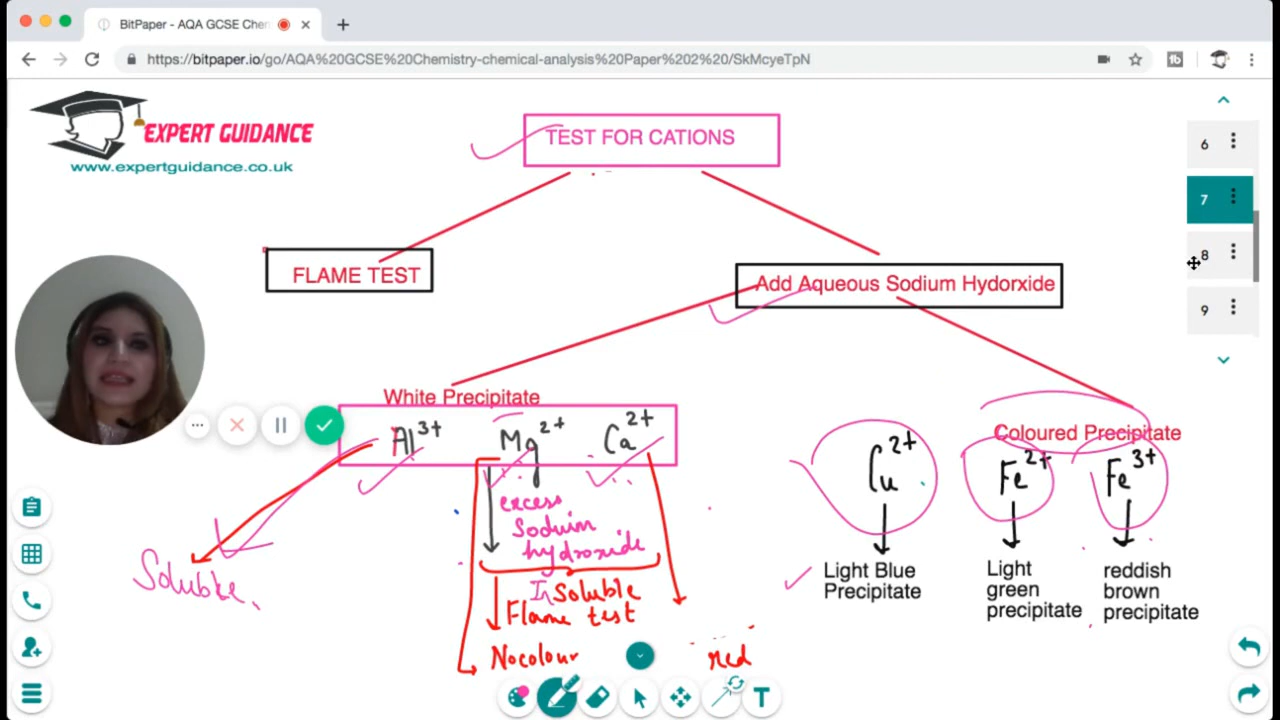 BitPaper - AQA GCSE Cher
https://bitpaper.io/go/AQA%20GCSE%20Chemistry-chemical-analysis%20Paper%202%20/SkMcyeTpN
EXPERT GUIDANCE
www.expertguidance.co.uk
TEST FOR CATIONS
6
7
8
9
FLAME TEST
Add Aqueous Sodium Hydorxide
White Precipitate
Al3+ Mg2+ Ca2+
Coloured Precipitate
Cu2+ Fe2+ Fe3+
excess
Sodium
hydroxide
Soluble
InSoluble
Flame test
Nocolour
red
Light Blue
Precipitate
Light
green
precipitate
reddish
brown
precipitate
T